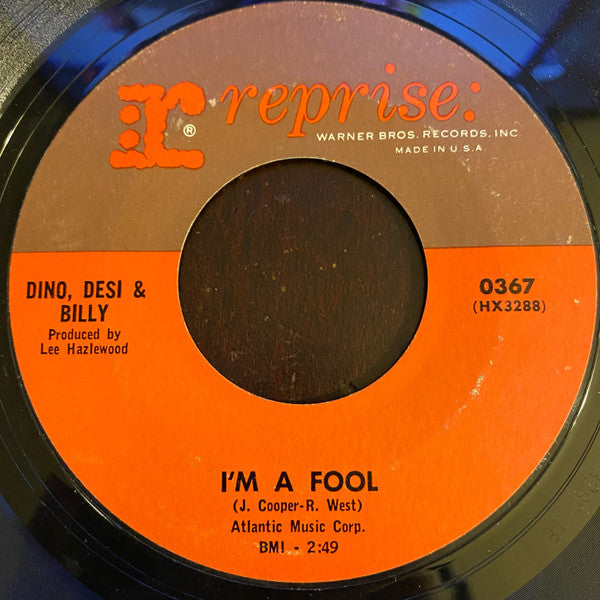 r® reprise:
WARNER BROS. RECORDS, INC.
MADE IN U.S.A.
DINO, DESI &
BILLY
Produced by
Lee Hazlewood
0367
(HX3288)
I'M A FOOL
(J. Cooper-R. West)
Atlantic Music Corp.
BMI - 2:49